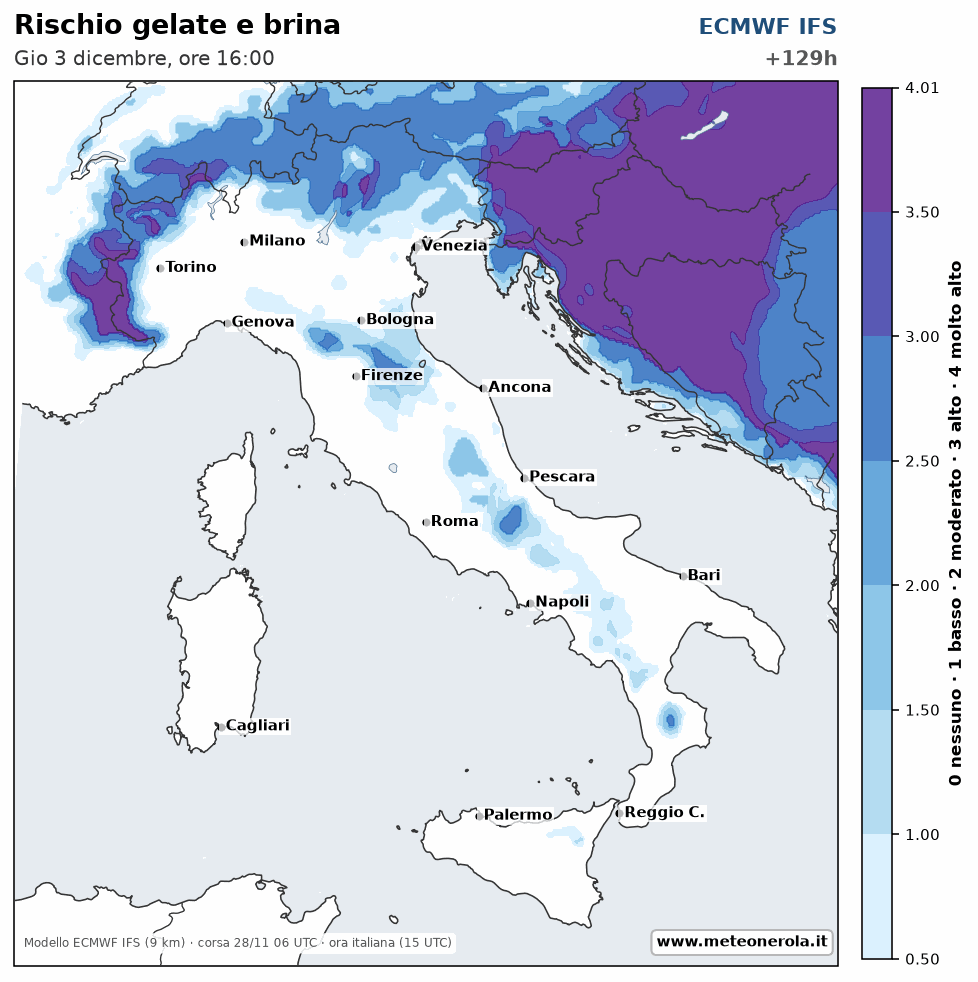 Rischio gelate e brina
ECMWF IFS
Gio 3 dicembre, ore 16:00
+129h
4.01
3.50
3.00
2.50
2.00
1.50
1.00
0.50
0 nessuno · 1 basso · 2 moderato · 3 alto · 4 molto alto
Milano
Venezia
Torino
Genova
Bologna
Firenze
Ancona
Pescara
Roma
Bari
Napoli
Cagliari
Palermo
Reggio C.
Modello ECMWF IFS (9 km) · corsa 28/11 06 UTC · ora italiana (15 UTC)
www.meteonerola.it